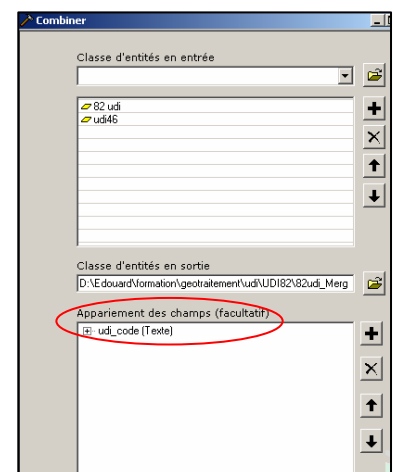 Combiner
Classe d'entités en entrée
82 udi
udi46
Classe d'entités en sortie
D:\Edouard\formation\geotraitement\udi\UDI82\82udi_Merg
Appariement des champs (facultatif)
udi_code (Texte)